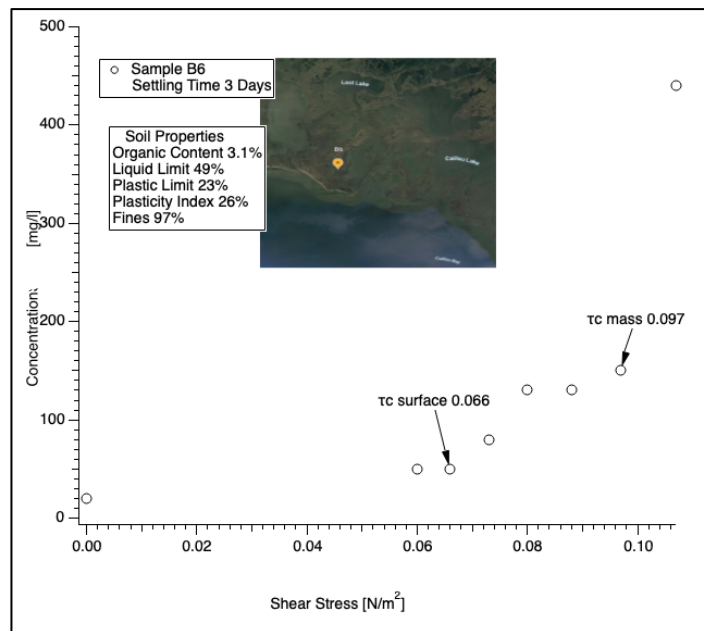 500
400
300
200
100
0
Concentration: [mg/l]
Sample B6
Settling Time 3 Days
Soil Properties
Organic Content 3.1%
Liquid Limit 49%
Plastic Limit 23%
Plasticity Index 26%
Fines 97%
Lost Lake
B6
Caillou Lake
Caillou Bay
τc mass 0.097
τc surface 0.066
0.00
0.02
0.04
0.06
0.08
0.10
Shear Stress [N/m²]